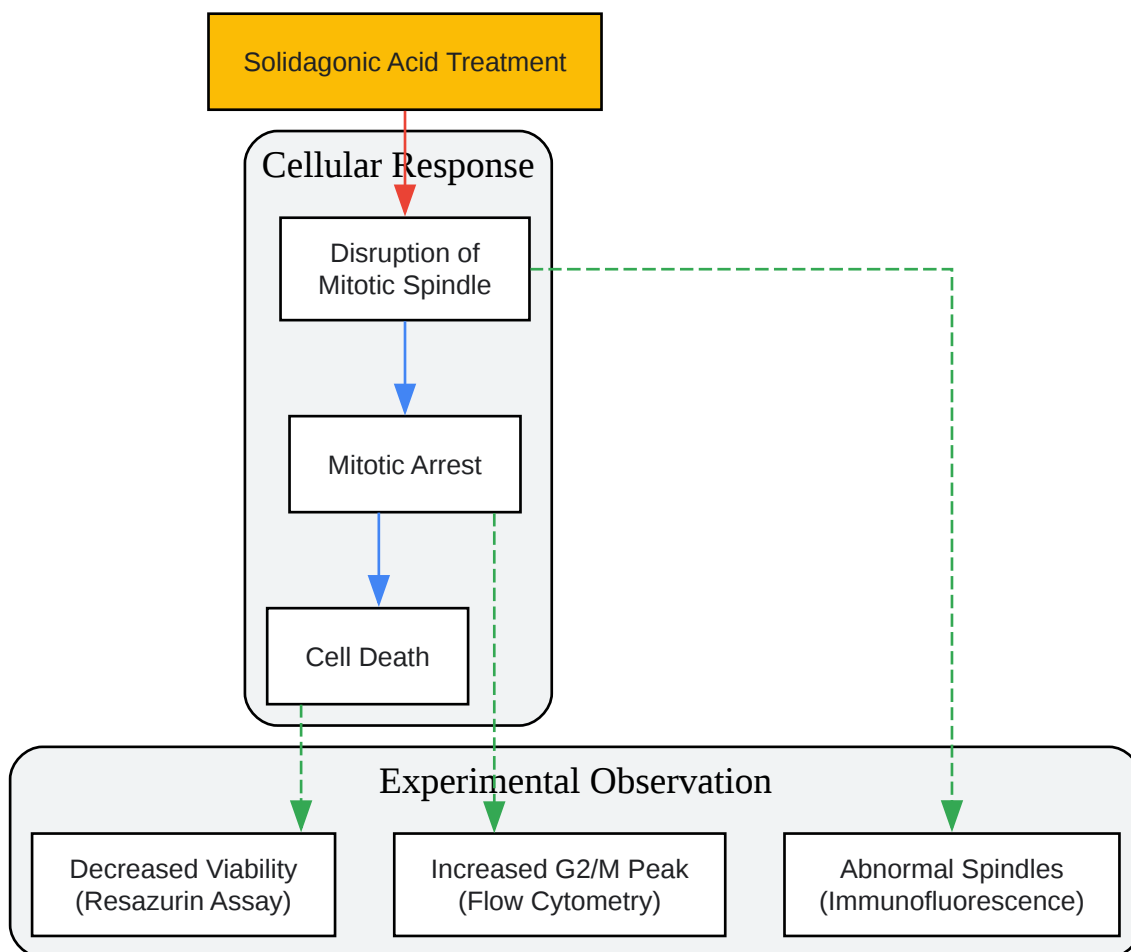 Solidagonic Acid Treatment
Cellular Response
Disruption of
Mitotic Spindle
Mitotic Arrest
Cell Death
Experimental Observation
Decreased Viability
(Resazurin Assay)
Increased G2/M Peak
(Flow Cytometry)
Abnormal Spindles
(Immunofluorescence)